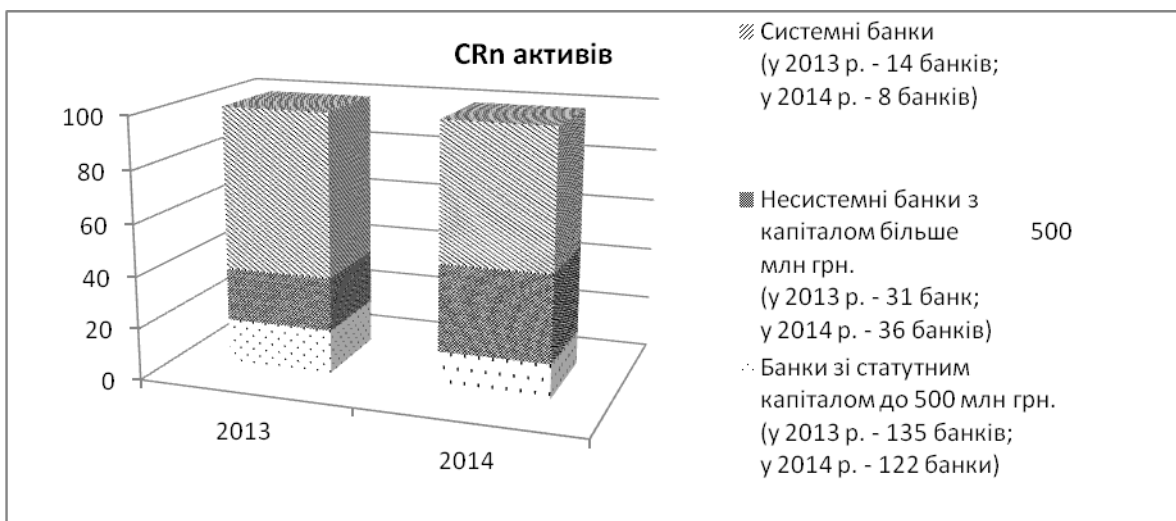 CRn активів
100
80
60
40
20
0
2013
2014
Системні банки
(у 2013 р. - 14 банків;
у 2014 р. - 8 банків)
Несистемні банки з
капіталом більше 500
млн грн.
(у 2013 р. - 31 банк;
у 2014 р. - 36 банків)
Банки зі статутним
капіталом до 500 млн грн.
(у 2013 р. - 135 банків;
у 2014 р. - 122 банки)